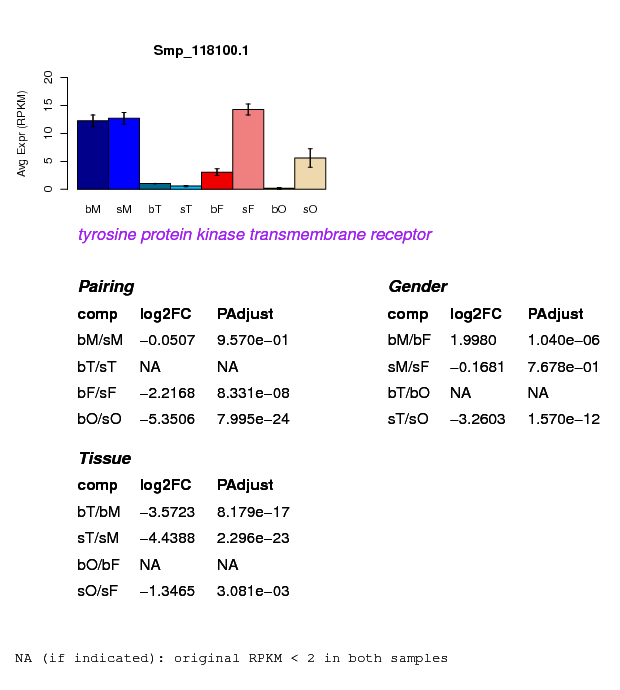 Smp_118100.1
Avg Expr (RPKM)
20
15
10
5
0
bM sM bT sT bF sF bO sO
tyrosine protein kinase transmembrane receptor
Pairing
comp log2FC PAdjust
bM/sM −0.0507 9.570e−01
bT/sT NA NA
bF/sF −2.2168 8.331e−08
bO/sO −5.3506 7.995e−24
Gender
comp log2FC PAdjust
bM/bF 1.9980 1.040e−06
sM/sF −0.1681 7.678e−01
bT/bO NA NA
sT/sO −3.2603 1.570e−12
Tissue
comp log2FC PAdjust
bT/bM −3.5723 8.179e−17
sT/sM −4.4388 2.296e−23
bO/bF NA NA
sO/sF −1.3465 3.081e−03
NA (if indicated): original RPKM < 2 in both samples